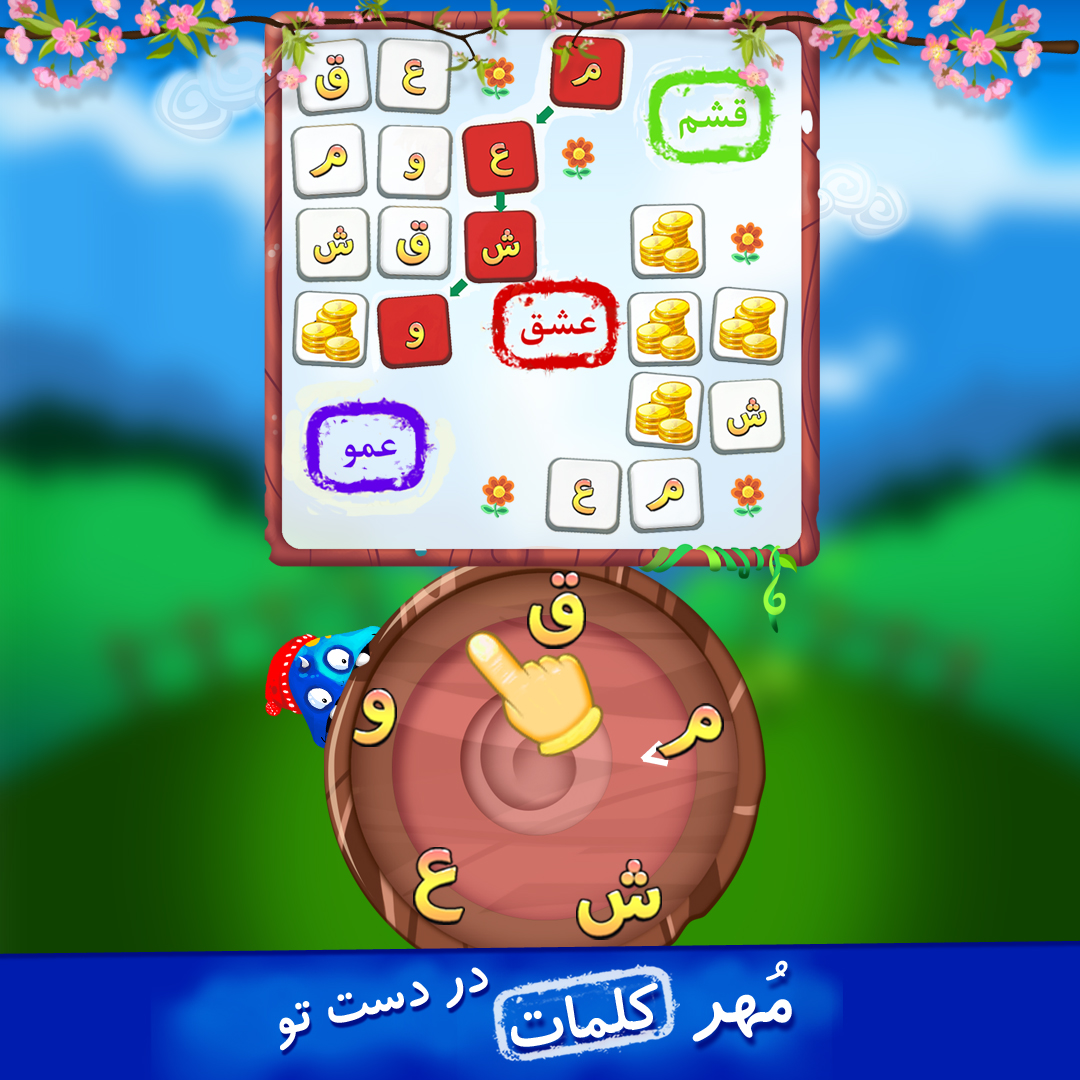 م ع ق
قشم
ع و م
ش ق ش
عشق
و
ش
عمو
م ع
ق
م و
ش ع
مُهر کلمات در دست تو